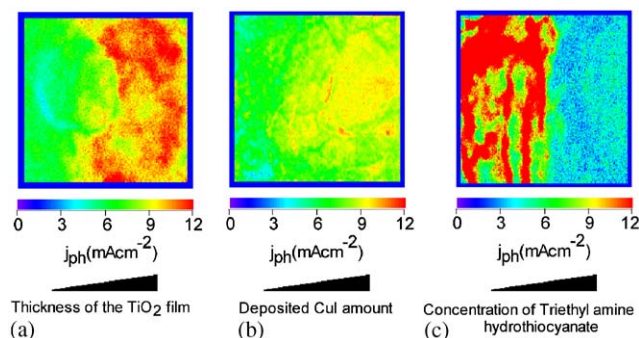 0 3 6 9 12
0 3 6 9 12
0 3 6 9 12
jph(mAcm-2)
jph(mAcm-2)
jph(mAcm-2)
Thickness of the TiO2 film
Deposited CuI amount
Concentration of Triethyl amine
hydrothiocyanate
(a)
(b)
(c)